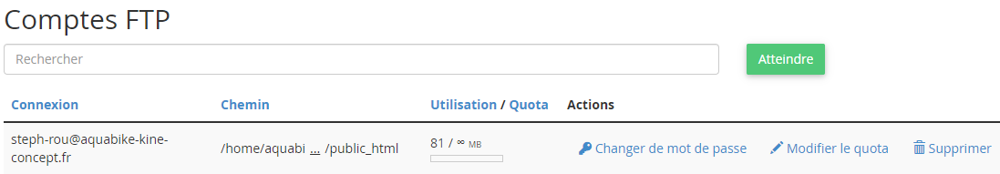 Comptes FTP
Rechercher
Atteindre
Connexion Chemin Utilisation / Quota Actions
steph-rou@aquabike-kine-
concept.fr
/home/aquabi ... /public_html
81 / ∞ MB
Changer de mot de passe Modifier le quota Supprimer